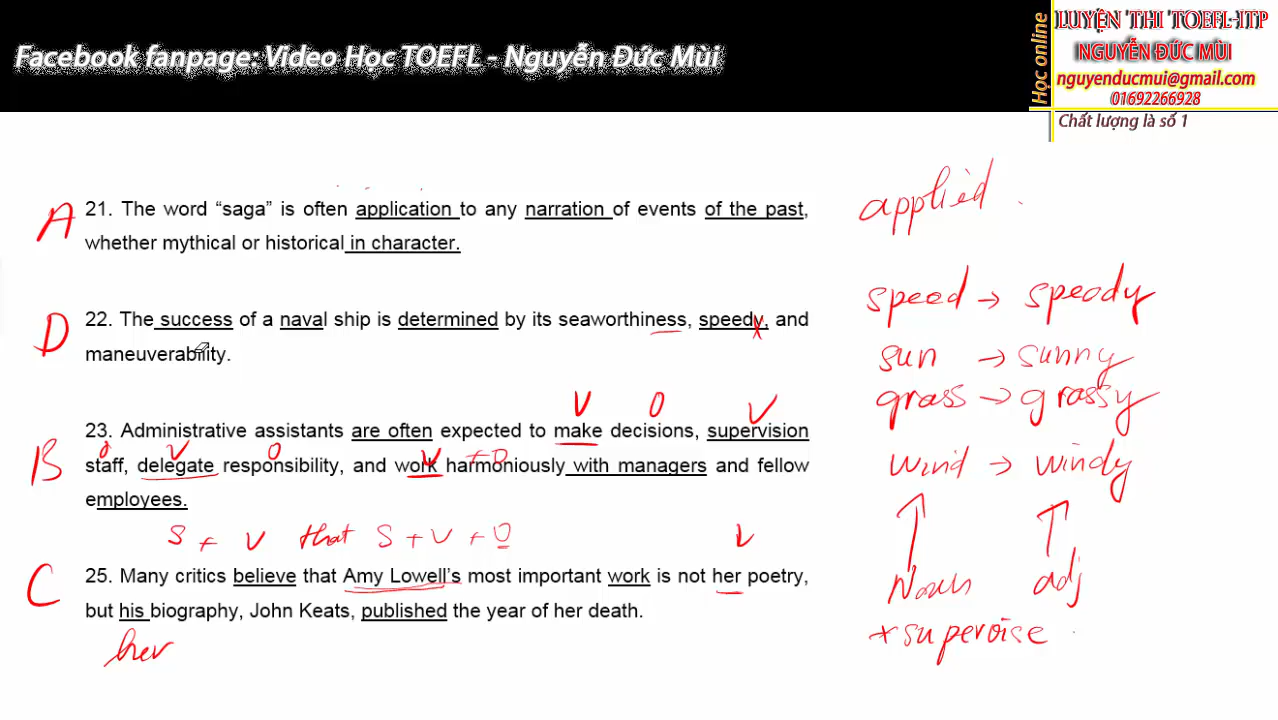 Facebook fanpage: Video Học TOEFL - Nguyễn Đức Mùi
Học online
LUYỆN THI TOEFL-ITP
NGUYỄN ĐỨC MÙI
nguyenducmui@gmail.com
01692266928
Chất lượng là số 1
A
21. The word “saga” is often application to any narration of events of the past,
whether mythical or historical in character.
applied
speed → speedy
D
22. The success of a naval ship is determined by its seaworthiness, speedy, and
maneuverability.
sun → sunny
grass → grassy
V O V
B
23. Administrative assistants are often expected to make decisions, supervision
O V O V + O
staff, delegate responsibility, and work harmoniously with managers and fellow
employees.
wind → windy
Noun adj
S + V that S + V + O
V
C
25. Many critics believe that Amy Lowell’s most important work is not her poetry,
but his biography, John Keats, published the year of her death.
her
+ supervise